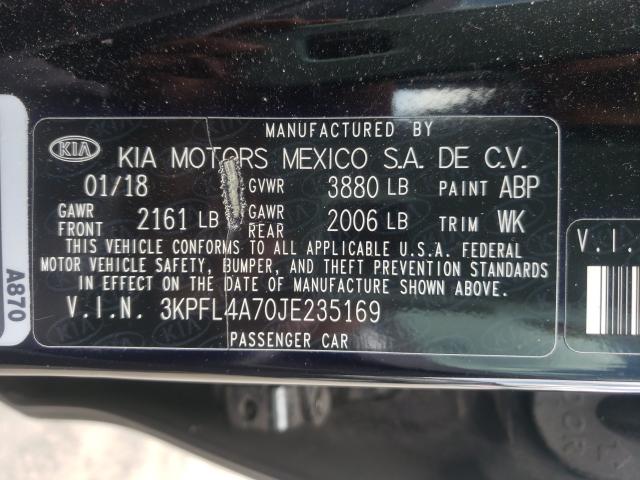 MANUFACTURED BY
KIA KIA MOTORS MEXICO S.A. DE C.V.
01/18 GVWR 3880 LB PAINT ABP
GAWR FRONT 2161 LB GAWR REAR 2006 LB TRIM WK
THIS VEHICLE CONFORMS TO ALL APPLICABLE U.S.A. FEDERAL
MOTOR VEHICLE SAFETY, BUMPER, AND THEFT PREVENTION STANDARDS
IN EFFECT ON THE DATE OF MANUFACTURE SHOWN ABOVE.
V.I.N. 3KPFL4A70JE235169
PASSENGER CAR
A870
V.I.